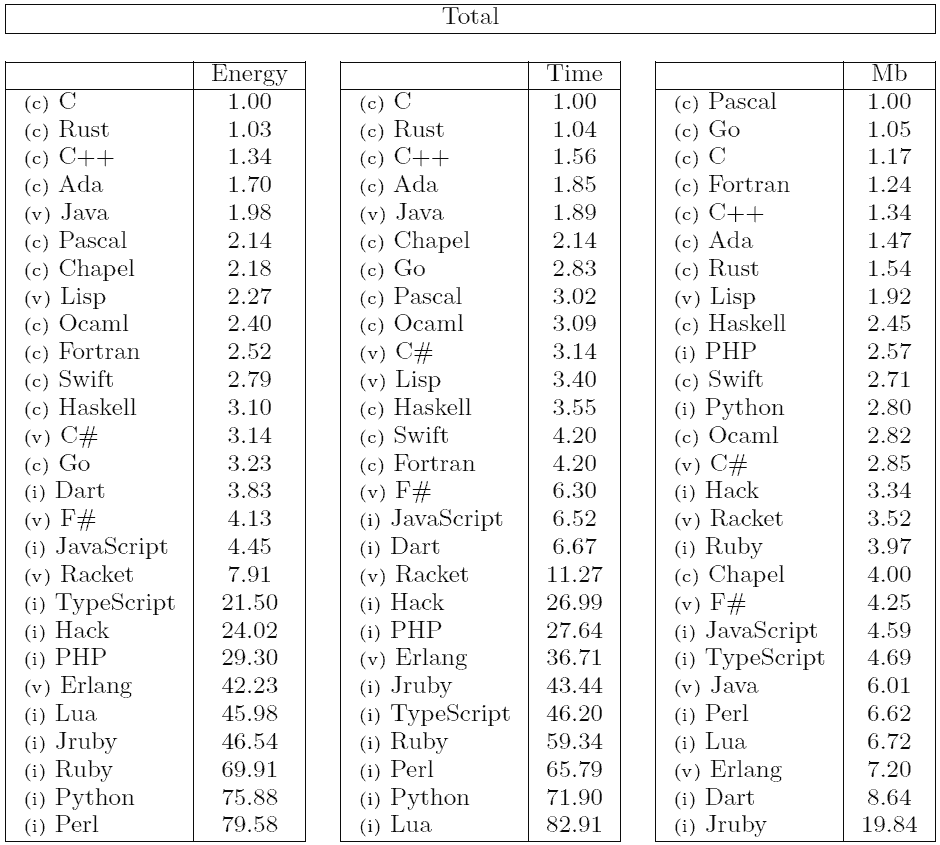 Total
Energy
(c) C 1.00
(c) Rust 1.03
(c) C++ 1.34
(c) Ada 1.70
(v) Java 1.98
(c) Pascal 2.14
(c) Chapel 2.18
(v) Lisp 2.27
(c) Ocaml 2.40
(c) Fortran 2.52
(c) Swift 2.79
(c) Haskell 3.10
(v) C# 3.14
(c) Go 3.23
(i) Dart 3.83
(v) F# 4.13
(i) JavaScript 4.45
(v) Racket 7.91
(i) TypeScript 21.50
(i) Hack 24.02
(i) PHP 29.30
(v) Erlang 42.23
(i) Lua 45.98
(i) Jruby 46.54
(i) Ruby 69.91
(i) Python 75.88
(i) Perl 79.58
Time
(c) C 1.00
(c) Rust 1.04
(c) C++ 1.56
(c) Ada 1.85
(v) Java 1.89
(c) Chapel 2.14
(c) Go 2.83
(c) Pascal 3.02
(c) Ocaml 3.09
(v) C# 3.14
(v) Lisp 3.40
(c) Haskell 3.55
(c) Swift 4.20
(c) Fortran 4.20
(v) F# 6.30
(i) JavaScript 6.52
(i) Dart 6.67
(v) Racket 11.27
(i) Hack 26.99
(i) PHP 27.64
(v) Erlang 36.71
(i) Jruby 43.44
(i) TypeScript 46.20
(i) Ruby 59.34
(i) Perl 65.79
(i) Python 71.90
(i) Lua 82.91
Mb
(c) Pascal 1.00
(c) Go 1.05
(c) C 1.17
(c) Fortran 1.24
(c) C++ 1.34
(c) Ada 1.47
(c) Rust 1.54
(v) Lisp 1.92
(c) Haskell 2.45
(i) PHP 2.57
(c) Swift 2.71
(i) Python 2.80
(c) Ocaml 2.82
(v) C# 2.85
(i) Hack 3.34
(v) Racket 3.52
(i) Ruby 3.97
(c) Chapel 4.00
(v) F# 4.25
(i) JavaScript 4.59
(i) TypeScript 4.69
(v) Java 6.01
(i) Perl 6.62
(i) Lua 6.72
(v) Erlang 7.20
(i) Dart 8.64
(i) Jruby 19.84